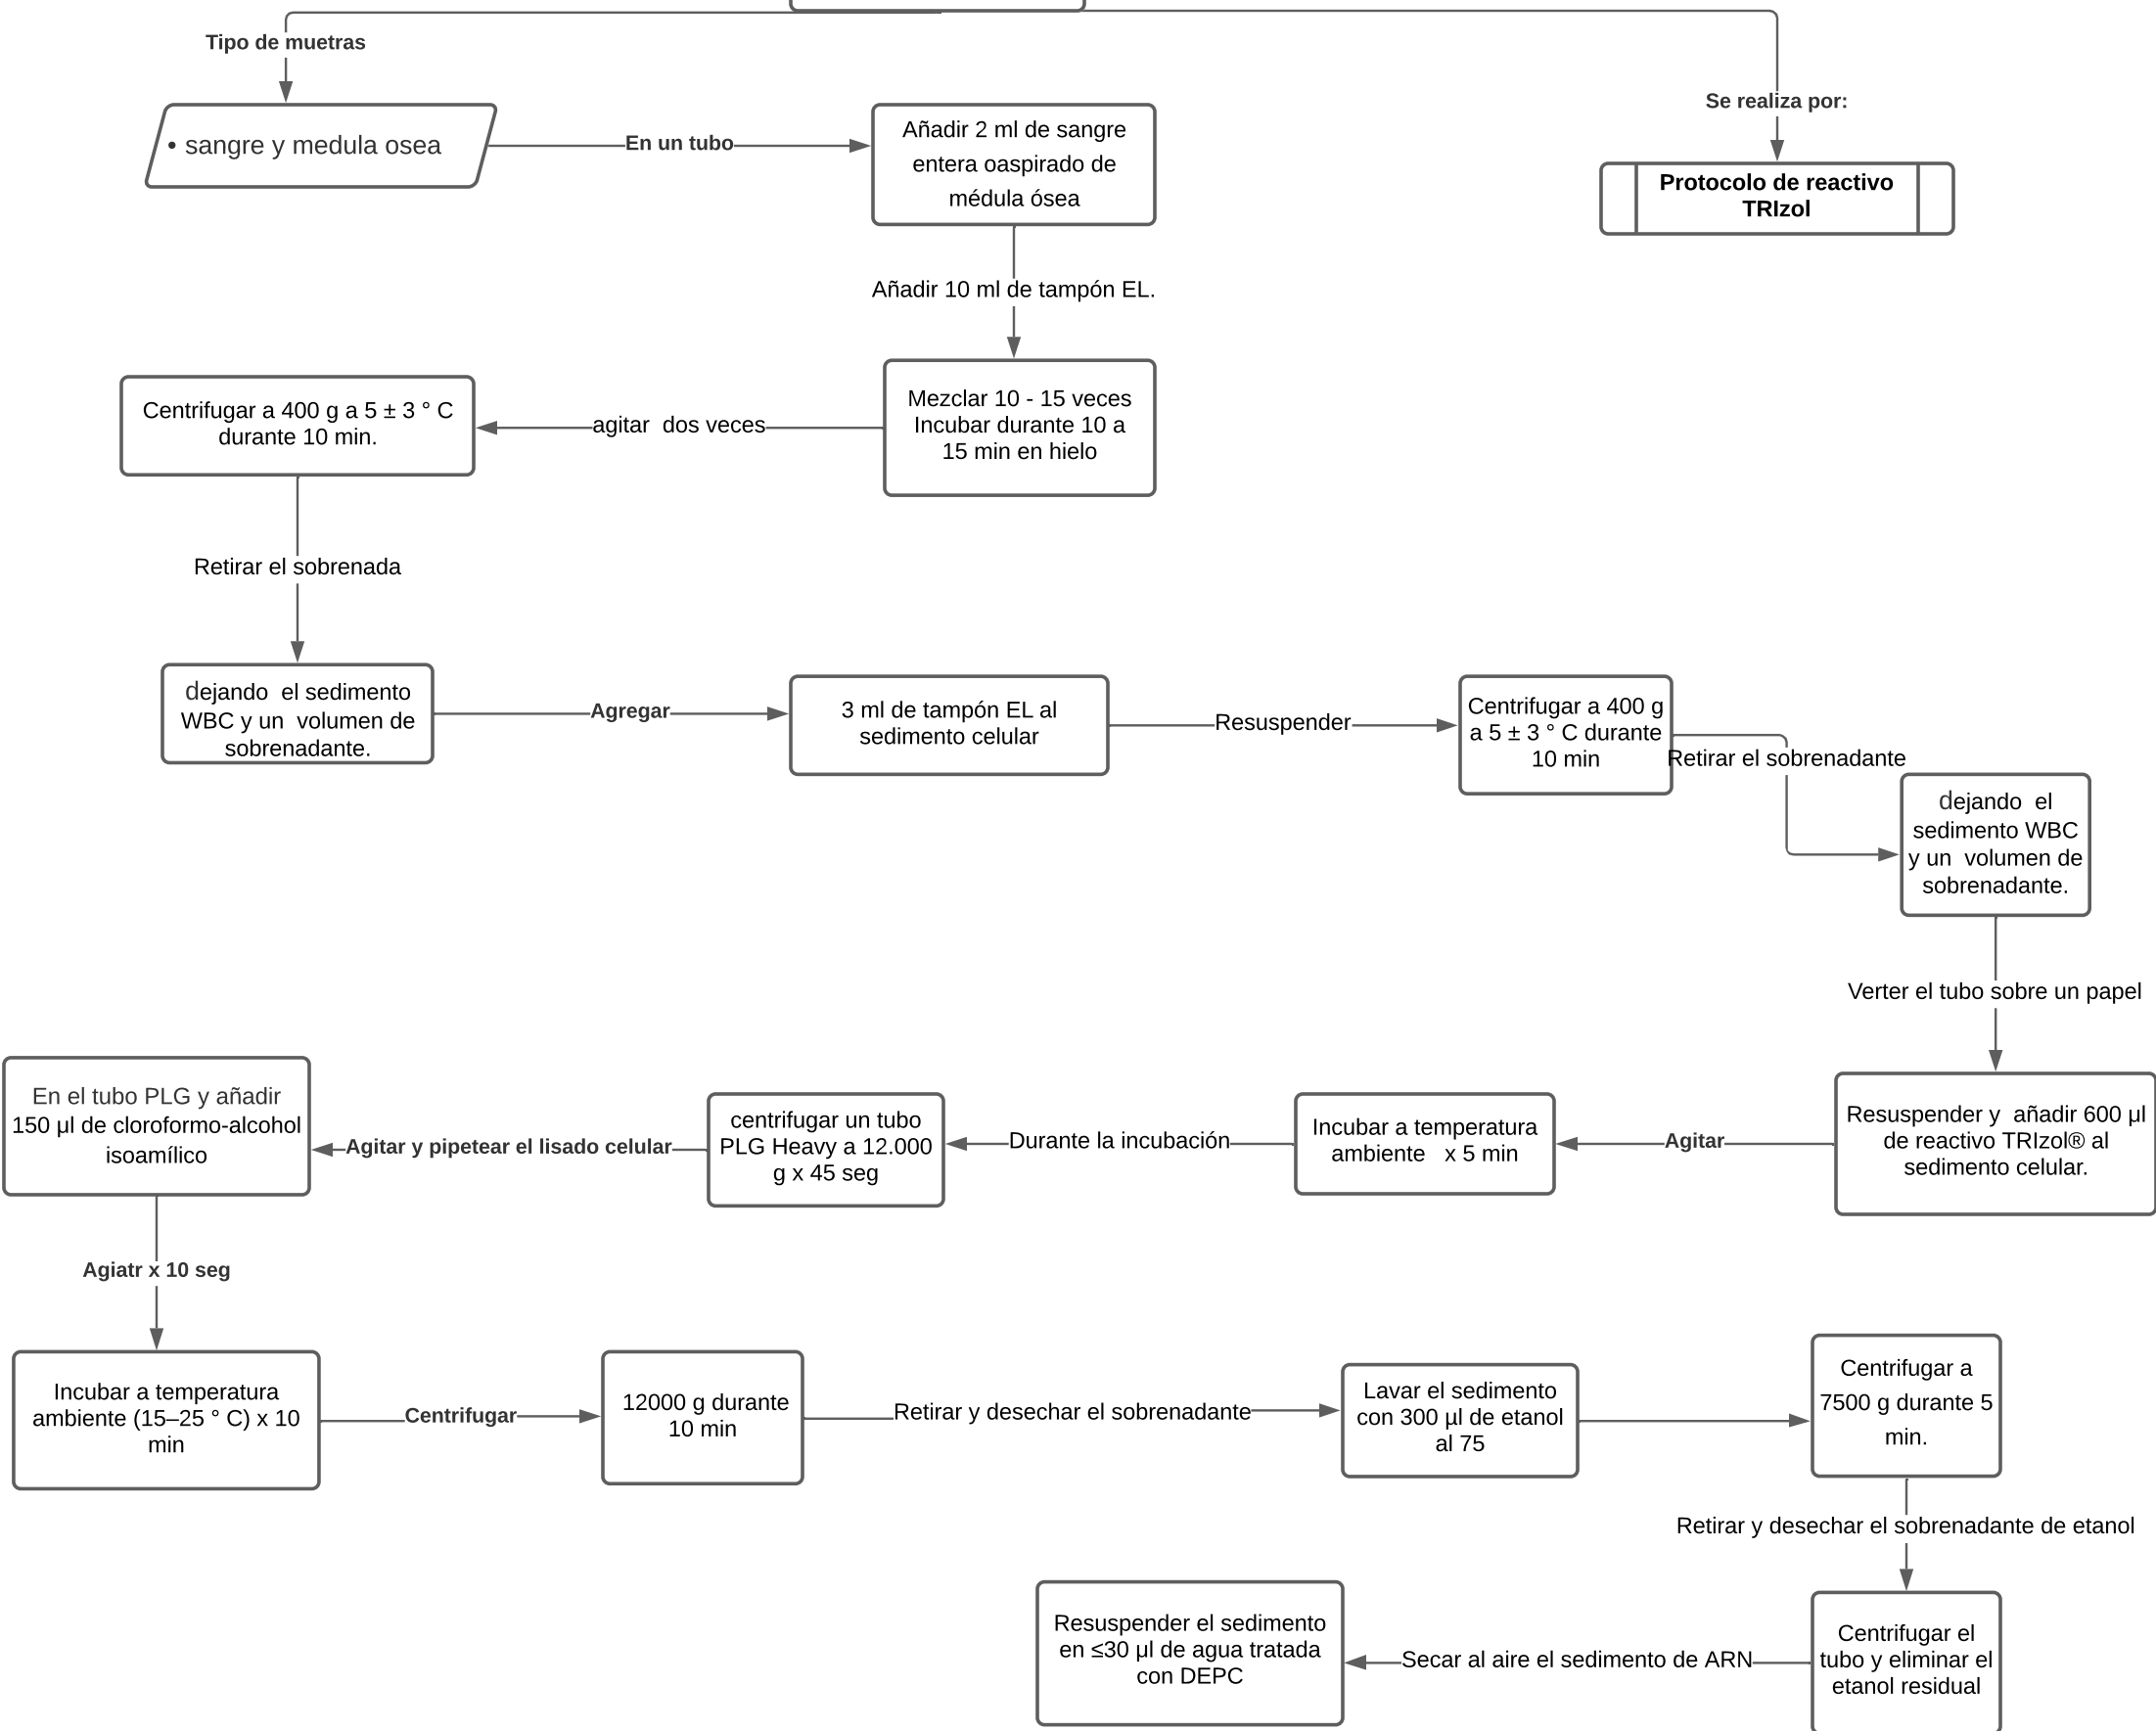 Tipo de muetras
Se realiza por:
• sangre y medula osea
En un tubo
Añadir 2 ml de sangre
entera oaspirado de
médula ósea
Protocolo de reactivo
TRIzol
Añadir 10 ml de tampón EL.
Mezclar 10 - 15 veces
Incubar durante 10 a
15 min en hielo
agitar  dos veces
Centrifugar a 400 g a 5 ± 3 ° C
durante 10 min.
Retirar el sobrenada
dejando  el sedimento
WBC y un  volumen de
sobrenadante.
Agregar
3 ml de tampón EL al
sedimento celular
Resuspender
Centrifugar a 400 g
a 5 ± 3 ° C durante
10 min
Retirar el sobrenadante
dejando  el
sedimento WBC
y un  volumen de
sobrenadante.
Verter el tubo sobre un papel
Resuspender y  añadir 600 μl
de reactivo TRIzol® al
sedimento celular.
Agitar
Incubar a temperatura
ambiente   x 5 min
Durante la incubación
centrifugar un tubo
PLG Heavy a 12.000
g x 45 seg
Agitar y pipetear el lisado celular
En el tubo PLG y añadir
150 μl de cloroformo-alcohol
isoamílico
Agiatr x 10 seg
Incubar a temperatura
ambiente (15–25 ° C) x 10
min
Centrifugar
12000 g durante
10 min
Retirar y desechar el sobrenadante
Lavar el sedimento
con 300 µl de etanol
al 75
Centrifugar a
7500 g durante 5
min.
Retirar y desechar el sobrenadante de etanol
Centrifugar el
tubo y eliminar el
etanol residual
Secar al aire el sedimento de ARN
Resuspender el sedimento
en ≤30 μl de agua tratada
con DEPC